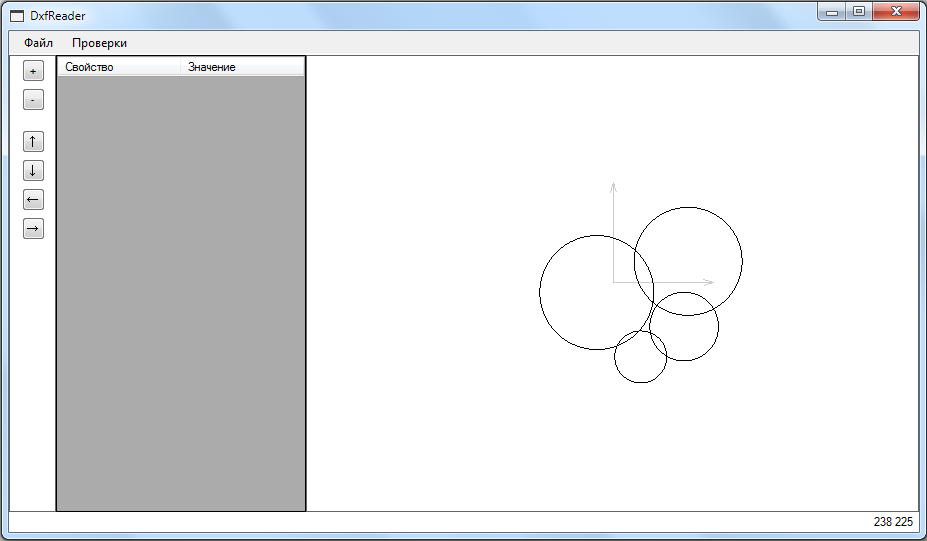 DxfReader
Файл Проверки
+
-
↑
↓
←
→
Свойство Значение
238 225